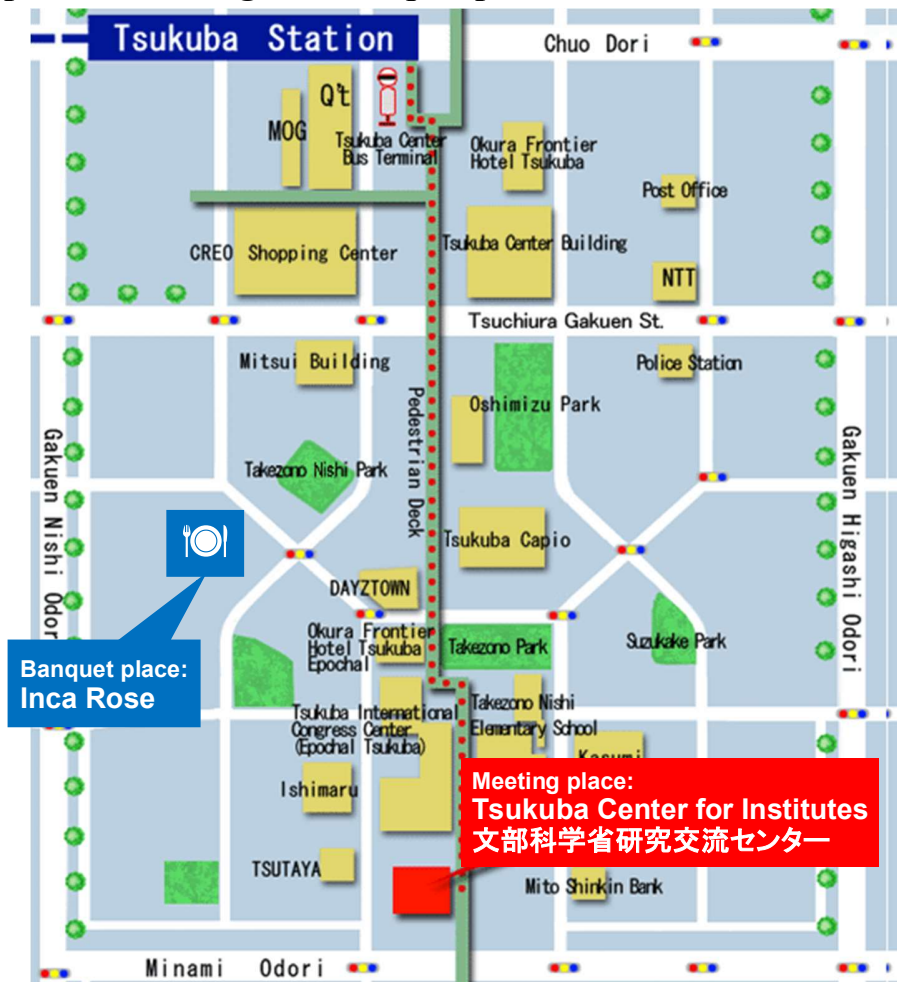 Tsukuba Station
Chuo Dori
Q't
MOG
Tsukuba Center
Bus Terminal
Okura Frontier
Hotel Tsukuba
Post Office
CREO Shopping Center
Tsukuba Center Building
NTT
Tsuchiura Gakuen St.
Mitsui Building
Police Station
Pedestrian Deck
Oshimizu Park
Gakuen Nishi Odori
Gakuen Higashi Odori
Takezono Nishi Park
Tsukuba Capio
DAYZTOWN
Okura Frontier
Hotel Tsukuba
Epochal
Takezono Park
Suzukake Park
Banquet place:
Inca Rose
Tsukuba International
Congress Center
(Epochal Tsukuba)
Takezono Nishi
Elementary School
Kasumi
Ishimaru
Meeting place:
Tsukuba Center for Institutes
文部科学省研究交流センター
TSUTAYA
Mito Shinkin Bank
Minami Odori